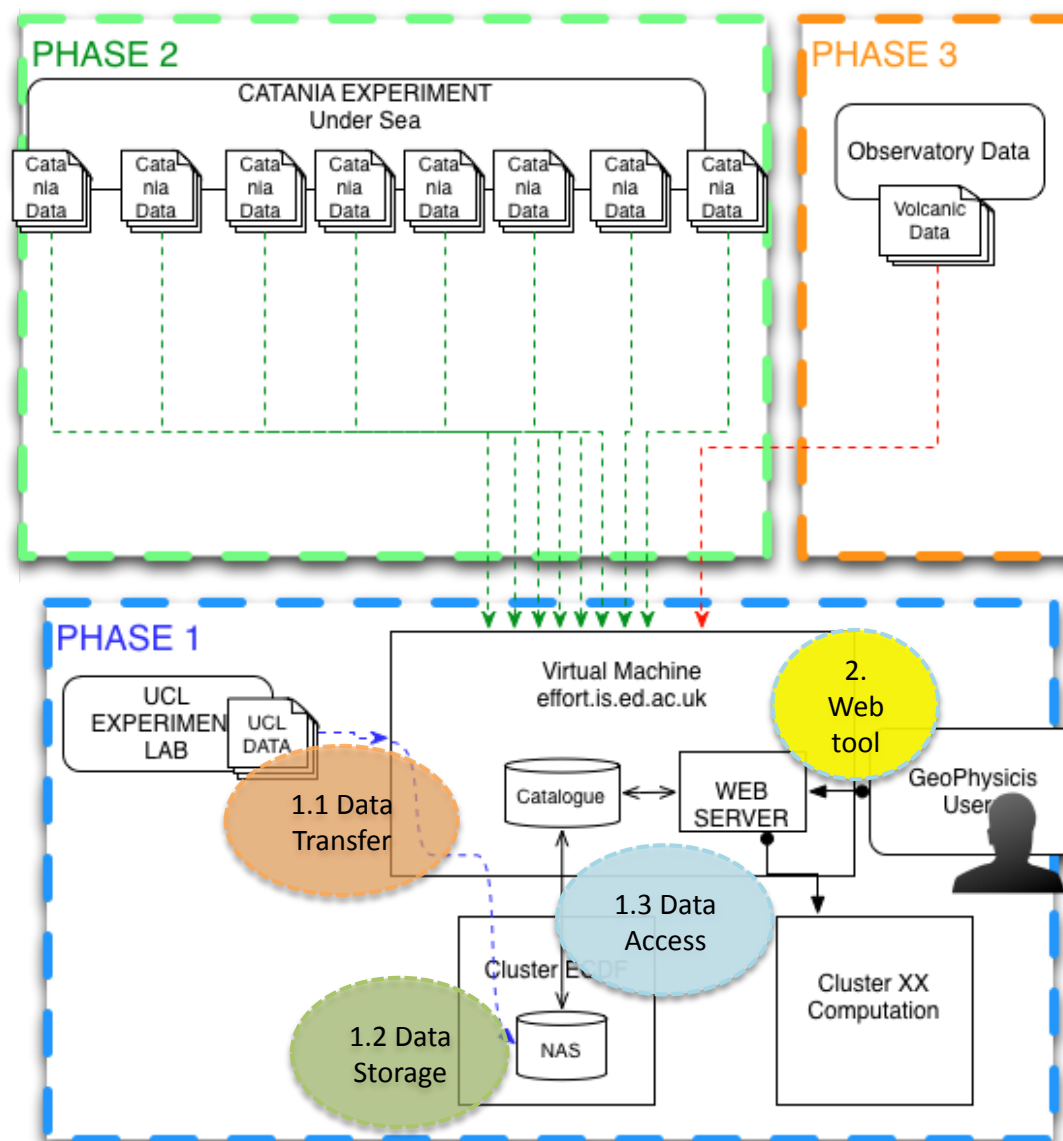 PHASE 2
CATANIA EXPERIMENT
Under Sea
Cata
nia
Data
Cata
nia
Data
Cata
nia
Data
Cata
nia
Data
Cata
nia
Data
Cata
nia
Data
Cata
nia
Data
Cata
nia
Data
PHASE 3
Observatory Data
Volcanic
Data
PHASE 1
UCL
EXPERIMEN
LAB
UCL
DATA
1.1 Data
Transfer
Virtual Machine
effort.is.ed.ac.uk
2.
Web
tool
Catalogue
WEB
SERVER
GeoPhysicis
User
1.3 Data
Access
Cluster ECDF
NAS
1.2 Data
Storage
Cluster XX
Computation